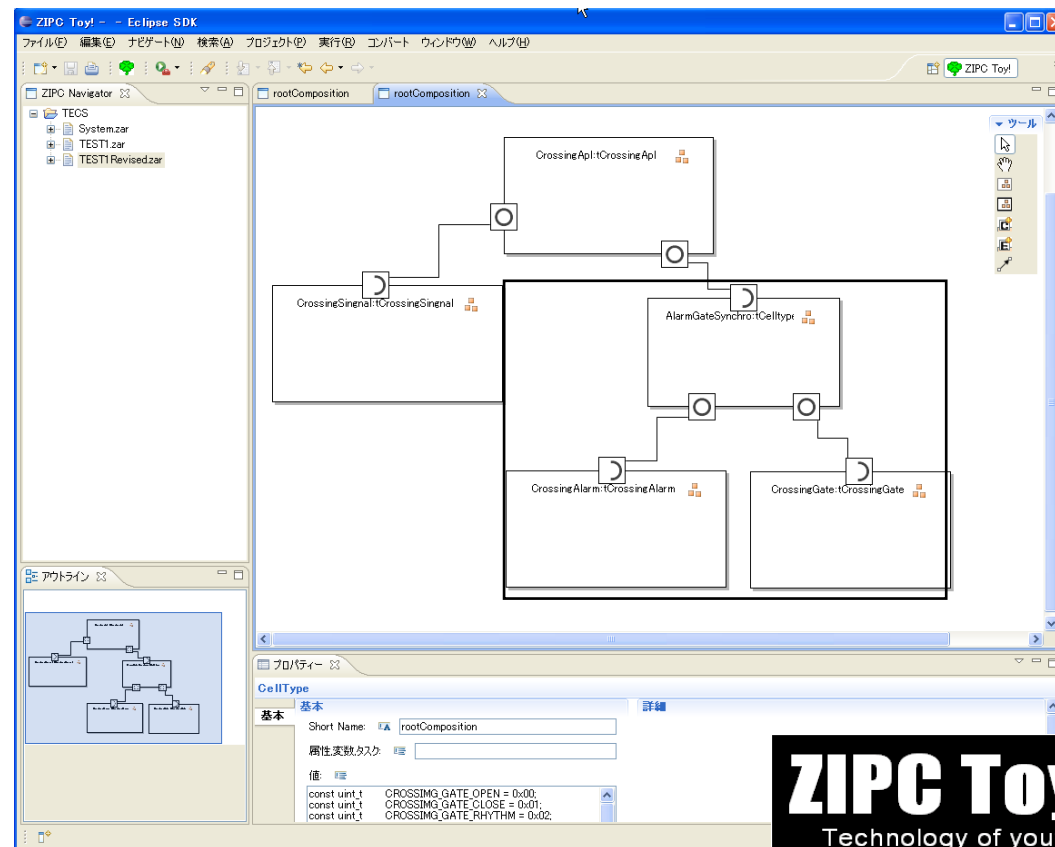 ZIPC Toy! - - Eclipse SDK
ファイル(F) 編集(E) ナビゲート(N) 検索(A) プロジェクト(P) 実行(R) コンバート ウィンドウ(W) ヘルプ(H)
ZIPC Toy!
ZIPC Navigator
TECS
System.zar
TEST1.zar
TEST1Revised.zar
rootComposition rootComposition
ツール
CrossingApl:tCrossingApl
CrossingSingnal:tCrossingSingnal
AlarmGateSynchro:tCelltype
CrossingAlarm:tCrossingAlarm
CrossingGate:tCrossingGate
アウトライン
プロパティー
CellType
基本
基本
詳細
Short Name: rootComposition
属性,変数,タスク:
値:
const uint_t CROSSIMG_GATE_OPEN = 0x00;
const uint_t CROSSIMG_GATE_CLOSE = 0x01;
const uint_t CROSSIMG_GATE_RHYTHM = 0x02;
ZIPC Toy
Technology of you